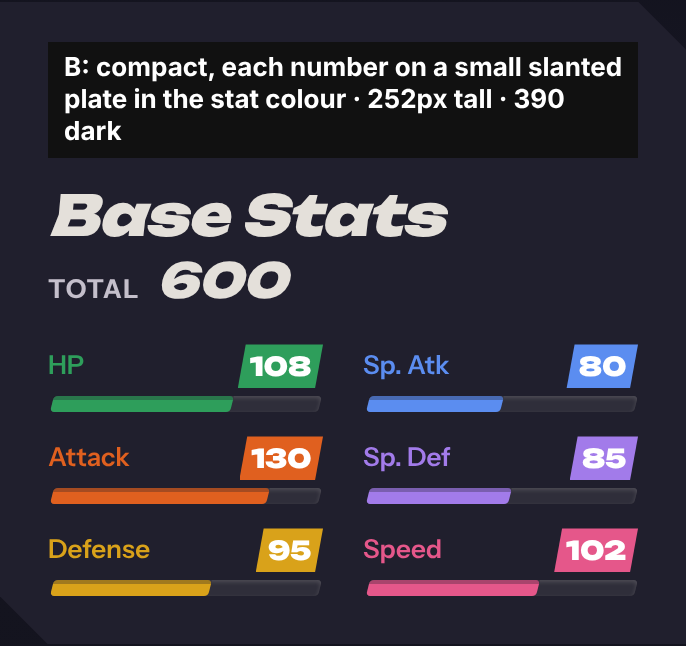 B: compact, each number on a small slanted
plate in the stat colour · 252px tall · 390
dark
Base Stats
TOTAL 600
HP 108
Sp. Atk 80
Attack 130
Sp. Def 85
Defense 95
Speed 102